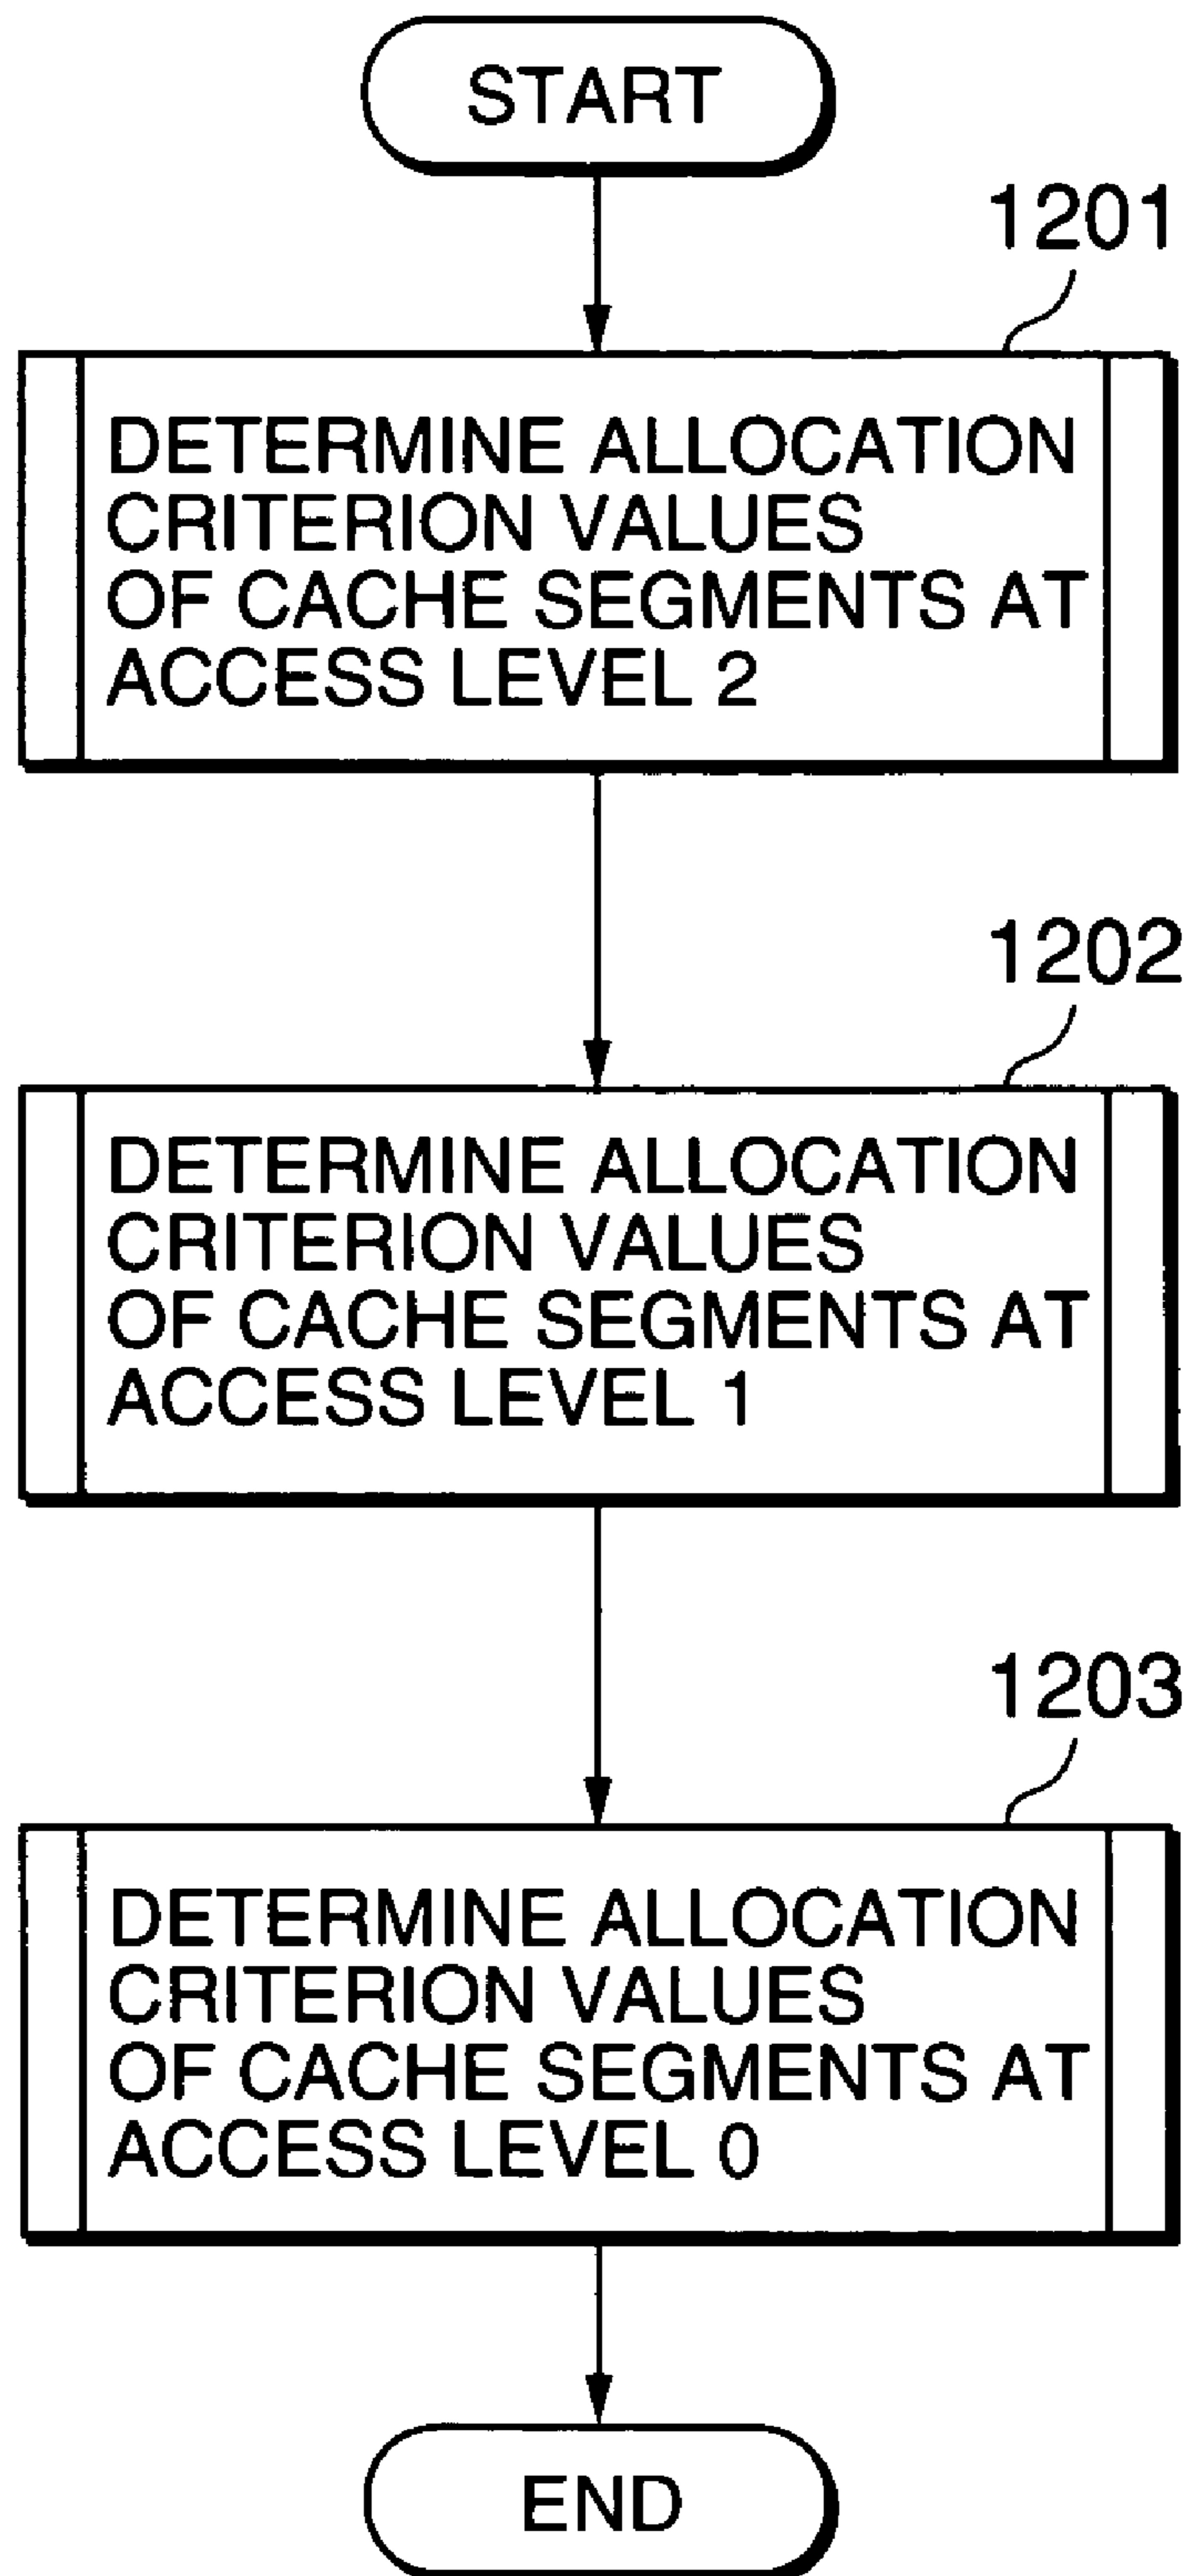 START
1201
DETERMINE ALLOCATION
CRITERION VALUES
OF CACHE SEGMENTS AT
ACCESS LEVEL 2
1202
DETERMINE ALLOCATION
CRITERION VALUES
OF CACHE SEGMENTS AT
ACCESS LEVEL 1
1203
DETERMINE ALLOCATION
CRITERION VALUES
OF CACHE SEGMENTS AT
ACCESS LEVEL 0
END